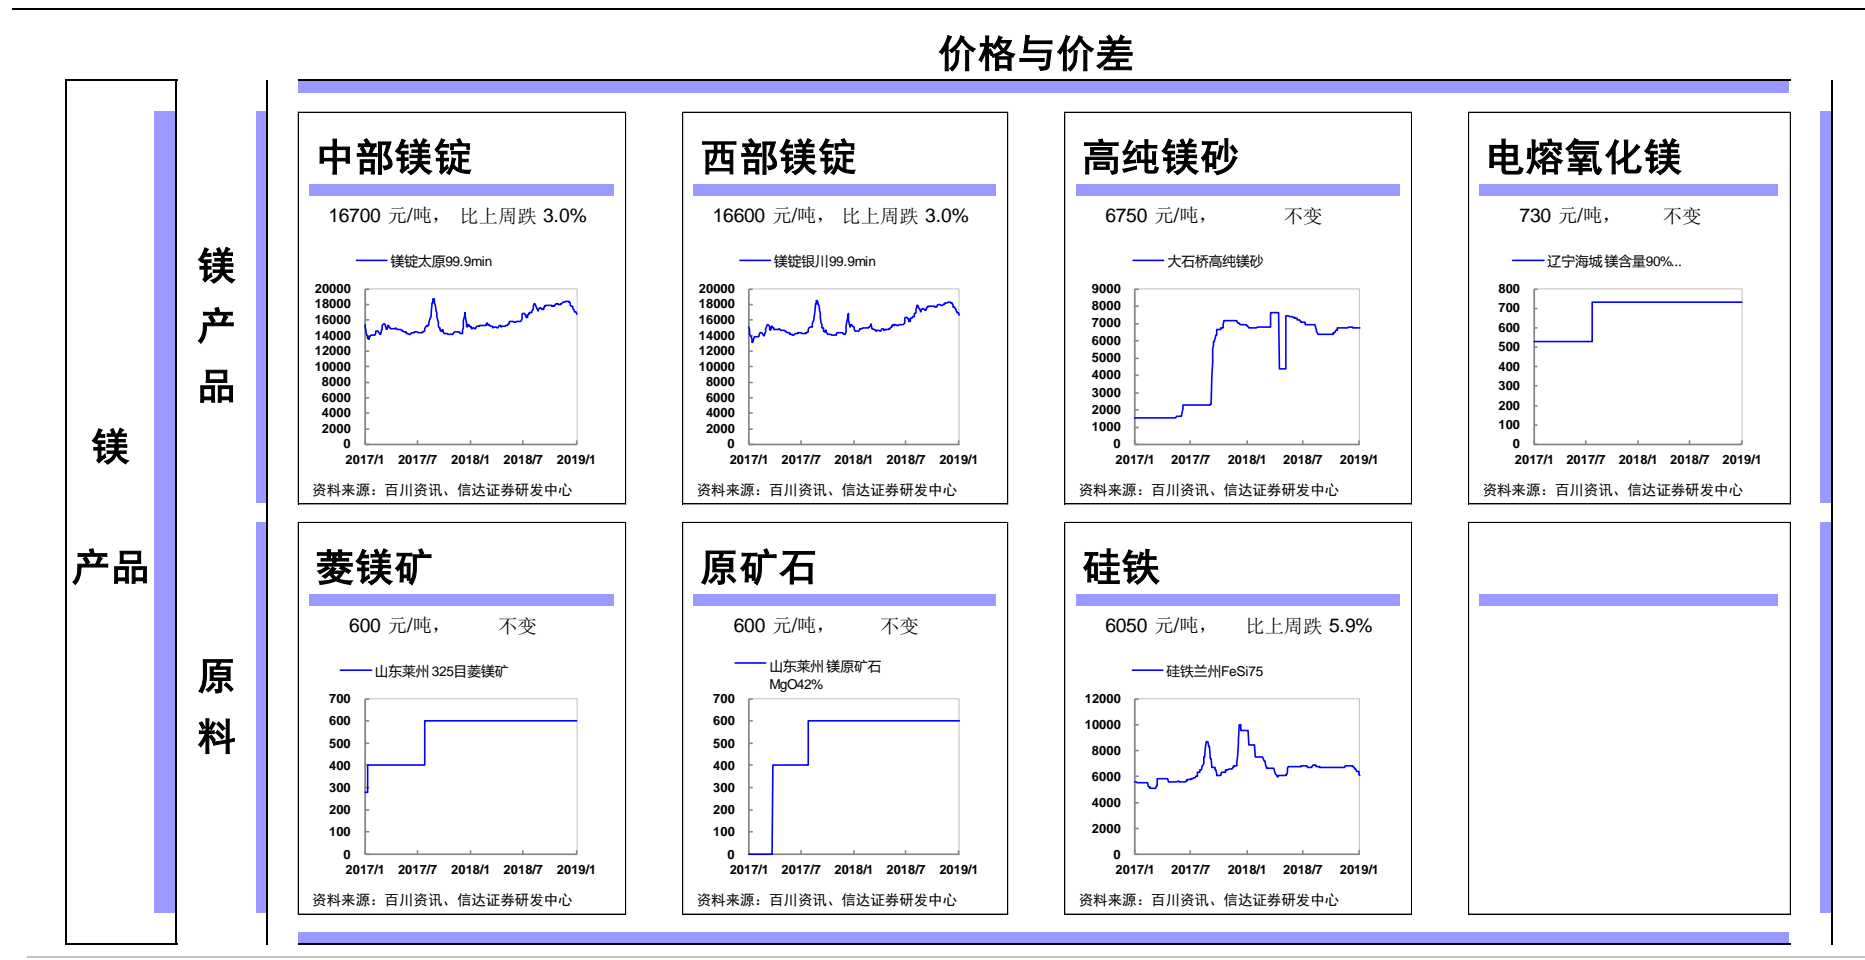 价格与价差
镁
产品
镁
产
品
中部镁锭
16700 元/吨， 比上周跌 3.0%
镁锭太原99.9min
20000
18000
16000
14000
12000
10000
8000
6000
4000
2000
0
2017/1 2017/7 2018/1 2018/7 2019/1
资料来源：百川资讯、信达证券研发中心
西部镁锭
16600 元/吨， 比上周跌 3.0%
镁锭银川99.9min
20000
18000
16000
14000
12000
10000
8000
6000
4000
2000
0
2017/1 2017/7 2018/1 2018/7 2019/1
资料来源：百川资讯、信达证券研发中心
高纯镁砂
6750 元/吨， 不变
大石桥高纯镁砂
9000
8000
7000
6000
5000
4000
3000
2000
1000
0
2017/1 2017/7 2018/1 2018/7 2019/1
资料来源：百川资讯、信达证券研发中心
电熔氧化镁
730 元/吨， 不变
辽宁海城 镁含量90%...
800
700
600
500
400
300
200
100
0
2017/1 2017/7 2018/1 2018/7 2019/1
资料来源：百川资讯、信达证券研发中心
原
料
菱镁矿
600 元/吨， 不变
山东莱州 325目菱镁矿
700
600
500
400
300
200
100
0
2017/1 2017/7 2018/1 2018/7 2019/1
资料来源：百川资讯、信达证券研发中心
原矿石
600 元/吨， 不变
山东莱州 镁原矿石
MgO42%
700
600
500
400
300
200
100
0
2017/1 2017/7 2018/1 2018/7 2019/1
资料来源：百川资讯、信达证券研发中心
硅铁
6050 元/吨， 比上周跌 5.9%
硅铁兰州FeSi75
12000
10000
8000
6000
4000
2000
0
2017/1 2017/7 2018/1 2018/7 2019/1
资料来源：百川资讯、信达证券研发中心